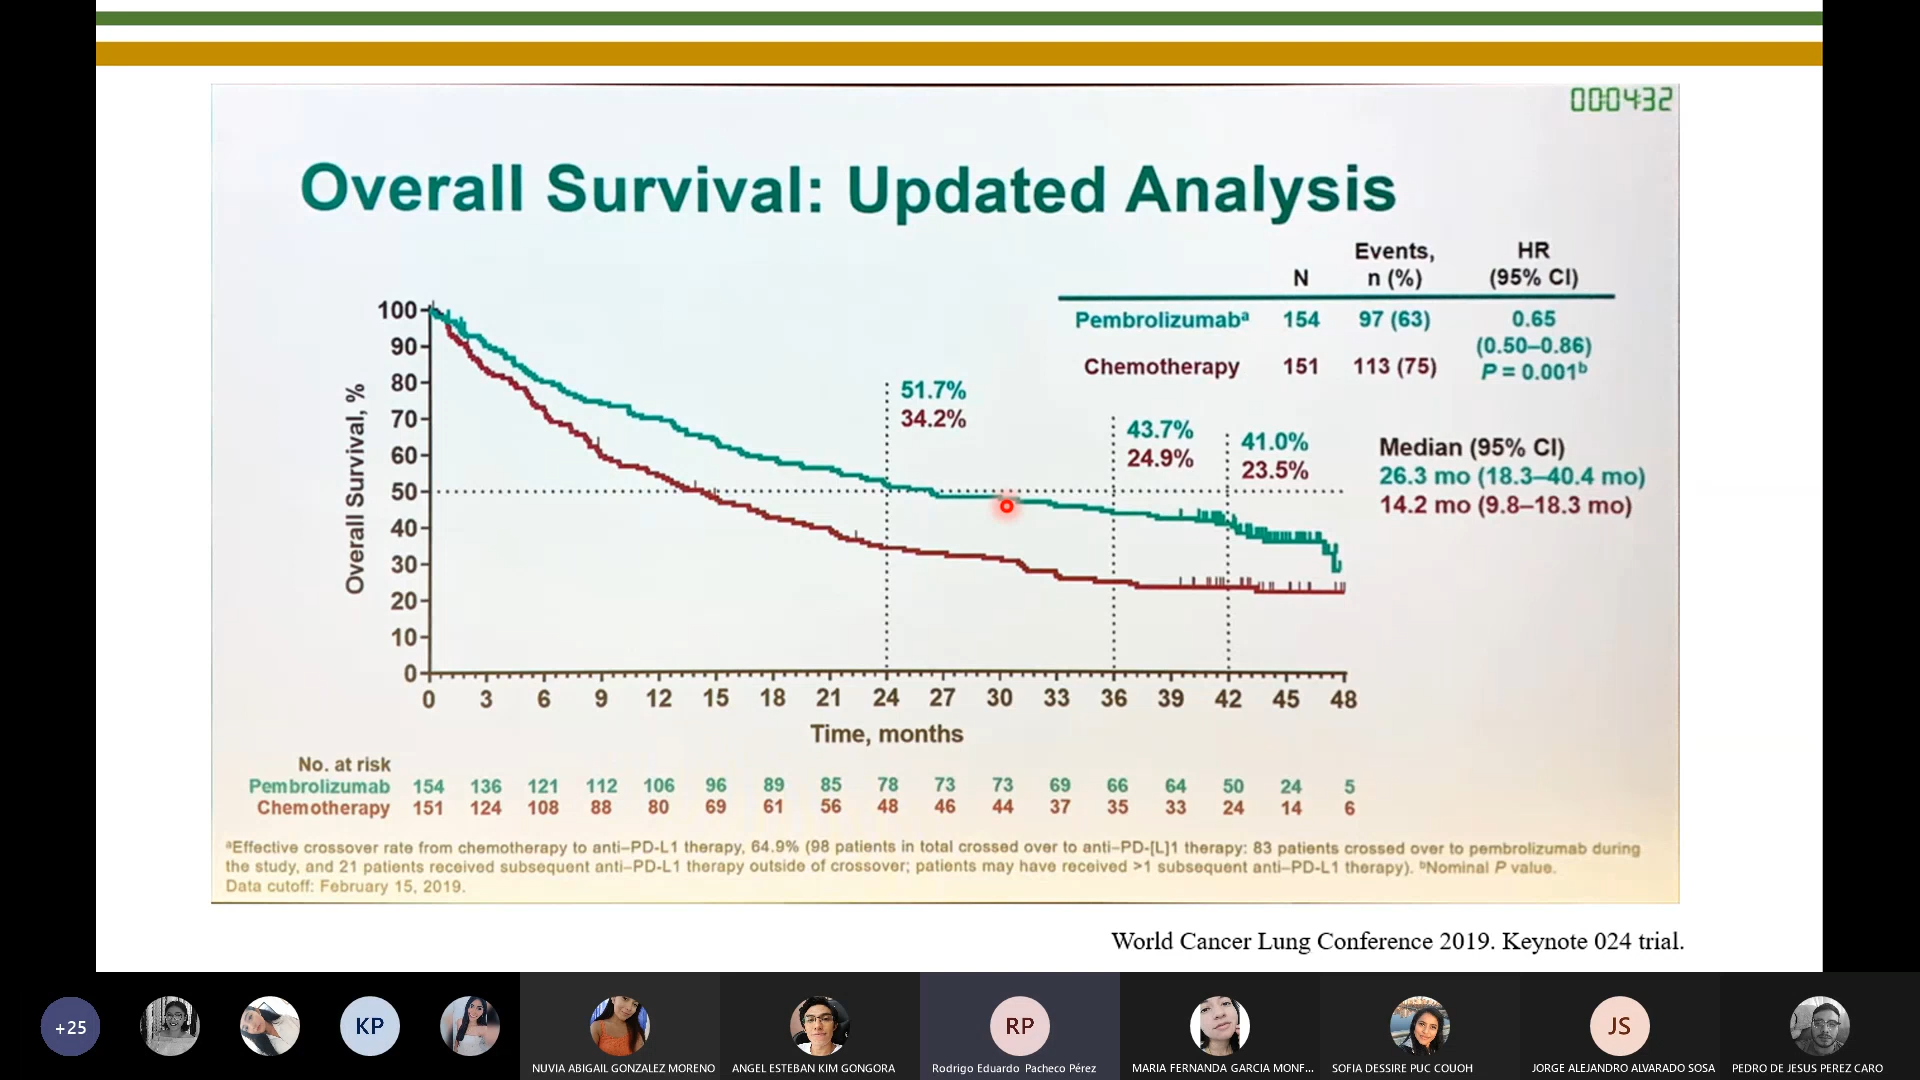 000432
Overall Survival: Updated Analysis
Events, HR
N n (%) (95% CI)
Pembrolizumabᵃ 154 97 (63) 0.65
(0.50–0.86)
Chemotherapy 151 113 (75) P = 0.001ᵇ
Overall Survival, %
100
90
80
70
60
50
40
30
20
10
0
51.7%
34.2%
43.7%
24.9%
41.0%
23.5%
Median (95% CI)
26.3 mo (18.3–40.4 mo)
14.2 mo (9.8–18.3 mo)
0 3 6 9 12 15 18 21 24 27 30 33 36 39 42 45 48
Time, months
No. at risk
Pembrolizumab 154 136 121 112 106 96 89 85 78 73 73 69 66 64 50 24 5
Chemotherapy 151 124 108 88 80 69 61 56 48 46 44 37 35 33 24 14 6
ᵃEffective crossover rate from chemotherapy to anti–PD-L1 therapy, 64.9% (98 patients in total crossed over to anti–PD-[L]1 therapy: 83 patients crossed over to pembrolizumab during
the study, and 21 patients received subsequent anti–PD-L1 therapy outside of crossover; patients may have received >1 subsequent anti–PD-L1 therapy). ᵇNominal P value.
Data cutoff: February 15, 2019.
World Cancer Lung Conference 2019. Keynote 024 trial.
+25
KP
RP
JS
NUVIA ABIGAIL GONZALEZ MORENO
ANGEL ESTEBAN KIM GONGORA
Rodrigo Eduardo Pacheco Pérez
MARIA FERNANDA GARCIA MONF...
SOFIA DESSIRE PUC COUOH
JORGE ALEJANDRO ALVARADO SOSA
PEDRO DE JESUS PEREZ CARO